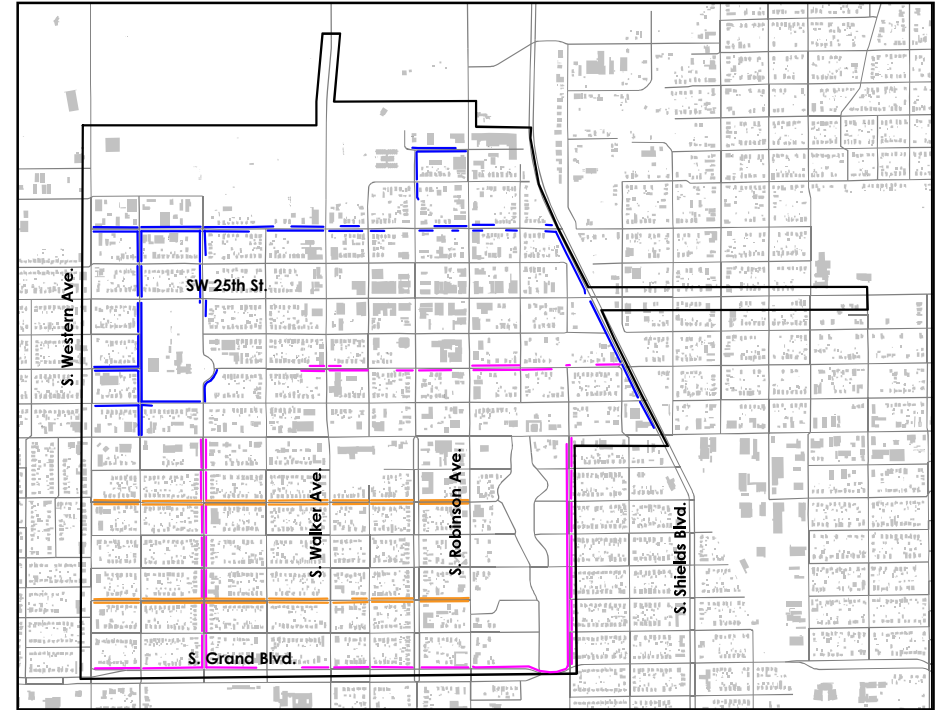 SW 25th St.
S. Western Ave.
S. Walker Ave.
S. Robinson Ave.
S. Shields Blvd.
S. Grand Blvd.